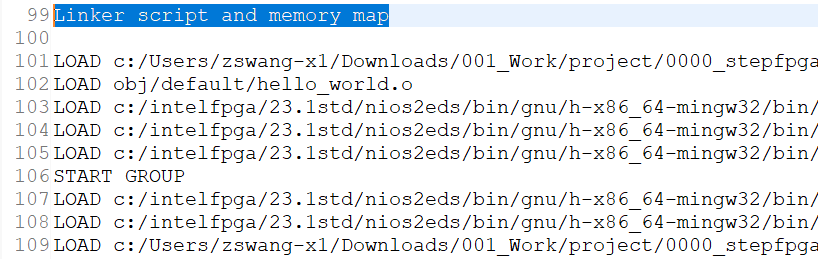 99 Linker script and memory map
100
101 LOAD c:/Users/zswang-x1/Downloads/001_Work/project/0000_stepfpga
102 LOAD obj/default/hello_world.o
103 LOAD c:/intelfpga/23.1std/nios2eds/bin/gnu/h-x86_64-mingw32/bin/
104 LOAD c:/intelfpga/23.1std/nios2eds/bin/gnu/h-x86_64-mingw32/bin/
105 LOAD c:/intelfpga/23.1std/nios2eds/bin/gnu/h-x86_64-mingw32/bin/
106 START GROUP
107 LOAD c:/intelfpga/23.1std/nios2eds/bin/gnu/h-x86_64-mingw32/bin/
108 LOAD c:/intelfpga/23.1std/nios2eds/bin/gnu/h-x86_64-mingw32/bin/
109 LOAD c:/Users/zswang-x1/Downloads/001_Work/project/0000_stepfpga